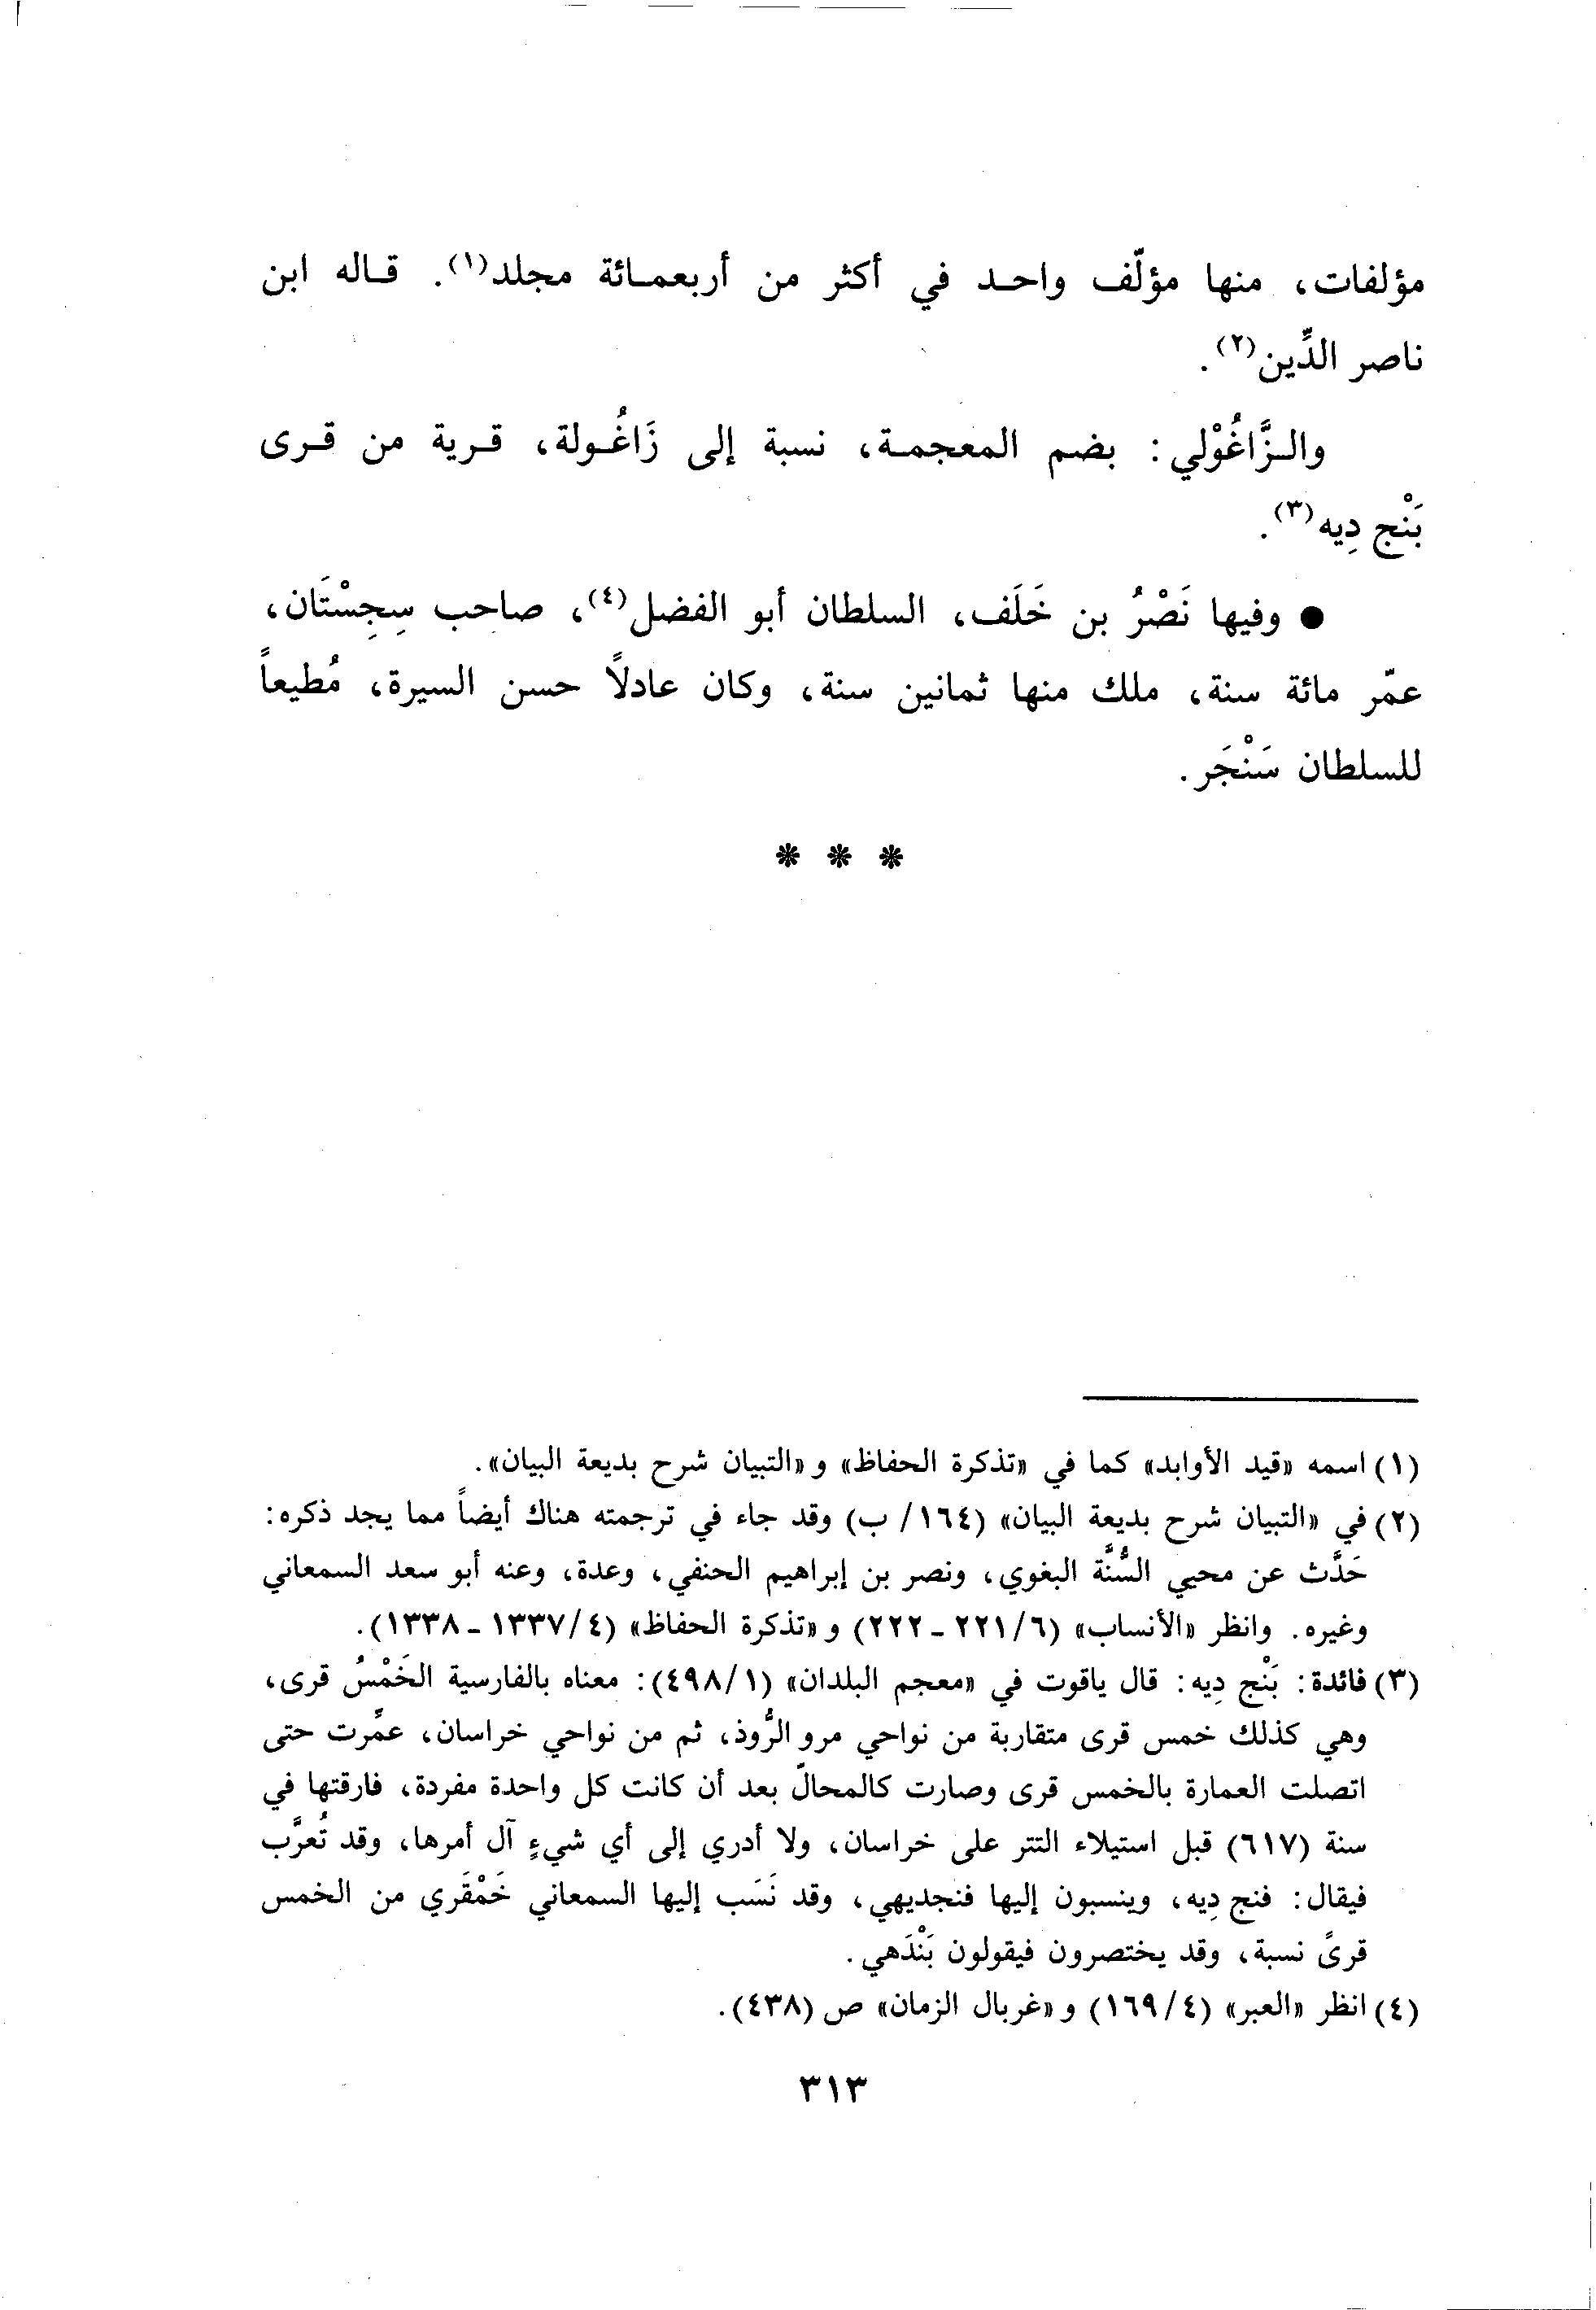 مؤلفات، منها مؤلّف واحد في أكثر من أربعمائة مجلد(١). قاله ابن
ناصر الدِّين(٢).
والزَّاغُوْلي: بضم المعجمة، نسبة إلى زَاغُولة، قرية من قرى
بَنْج دِيه(٣).
● وفيها نَصْرُ بن خَلَف، السلطان أبو الفضل(٤)، صاحب سِجِسْتَان،
عمّر مائة سنة، ملك منها ثمانين سنة، وكان عادلاً حسن السيرة، مُطيعاً
للسلطان سَنْجَر.
* * *
(١) اسمه «قيد الأوابد» كما في «تذكرة الحفاظ» و«التبيان شرح بديعة البيان».
(٢) في «التبيان شرح بديعة البيان» (١٦٤/ ب) وقد جاء في ترجمته هناك أيضاً مما يجد ذكره:
حَدَّث عن محيي السُّنَّة البغوي، ونصر بن إبراهيم الحنفي، وعدة، وعنه أبو سعد السمعاني
وغيره. وانظر «الأنساب» (٢٢١/٦ - ٢٢٢) و«تذكرة الحفاظ» (١٣٣٧/٤ - ١٣٣٨).
(٣) فائدة: بَنْج دِيه: قال ياقوت في «معجم البلدان» (٤٩٨/١): معناه بالفارسية الخَمْسُ قرى،
وهي كذلك خمس قرى متقاربة من نواحي مرو الرُّوذ، ثم من نواحي خراسان، عمَّرت حتى
اتصلت العمارة بالخمس قرى وصارت كالمحالّ بعد أن كانت كل واحدة مفردة، فارقتها في
سنة (٦١٧) قبل استيلاء التتر على خراسان، ولا أدري إلى أي شيءٍ آل أمرها، وقد تُعرَّب
فيقال: فنج دِيه، وينسبون إليها فنجديهي، وقد نَسَب إليها السمعاني خَمْقَري من الخمس
قرىً نسبة، وقد يختصرون فيقولون بَنْدَهي.
(٤) انظر «العبر» (١٦٩/٤) و«غربال الزمان» ص (٤٣٨).
٣١٣